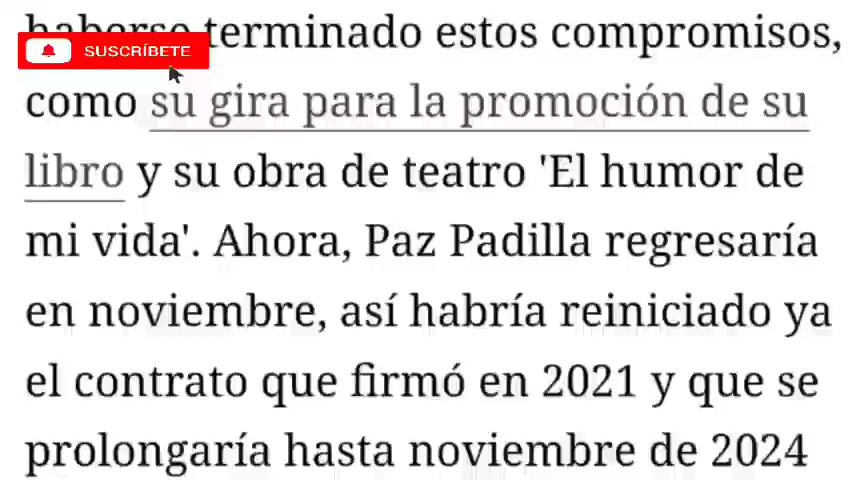 haberse terminado estos compromisos,
SUSCRÍBETE
como su gira para la promoción de su
libro y su obra de teatro 'El humor de
mi vida'. Ahora, Paz Padilla regresaría
en noviembre, así habría reiniciado ya
el contrato que firmó en 2021 y que se
prolongaría hasta noviembre de 2024